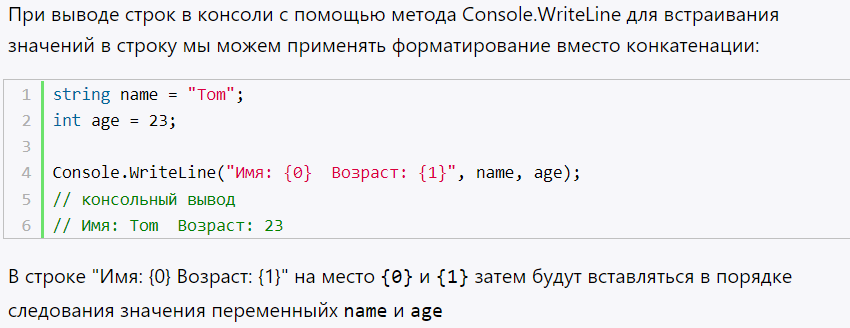 При выводе строк в консоли с помощью метода Console.WriteLine для встраивания
значений в строку мы можем применять форматирование вместо конкатенации:
1 string name = "Tom";
2 int age = 23;
3
4 Console.WriteLine("Имя: {0}  Возраст: {1}", name, age);
5 // консольный вывод
6 // Имя: Tom  Возраст: 23
В строке "Имя: {0} Возраст: {1}" на место {0} и {1} затем будут вставляться в порядке
следования значения переменныйх name и age